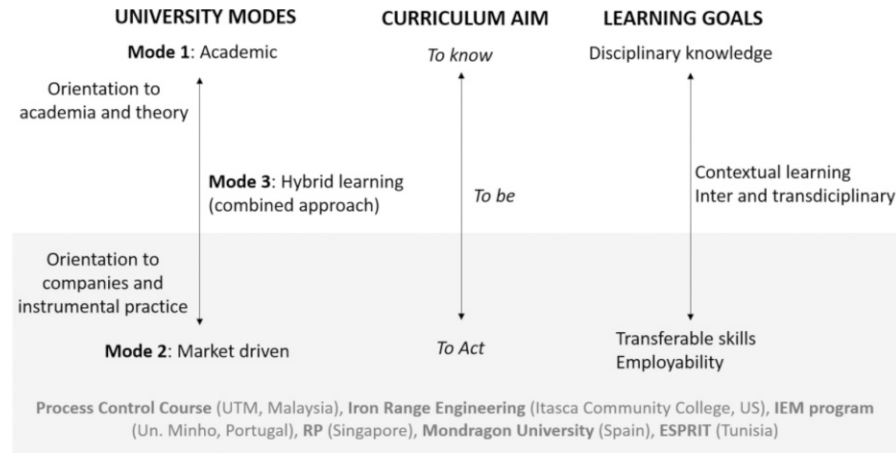 UNIVERSITY MODES
CURRICULUM AIM
LEARNING GOALS
Mode 1: Academic
To know
Disciplinary knowledge
Orientation to
academia and theory
Mode 3: Hybrid learning
(combined approach)
To be
Contextual learning
Inter and transdiciplinary
Orientation to
companies and
instrumental practice
Mode 2: Market driven
To Act
Transferable skills
Employability
Process Control Course (UTM, Malaysia), Iron Range Engineering (Itasca Community College, US), IEM program
(Un. Minho, Portugal), RP (Singapore), Mondragon University (Spain), ESPRIT (Tunisia)